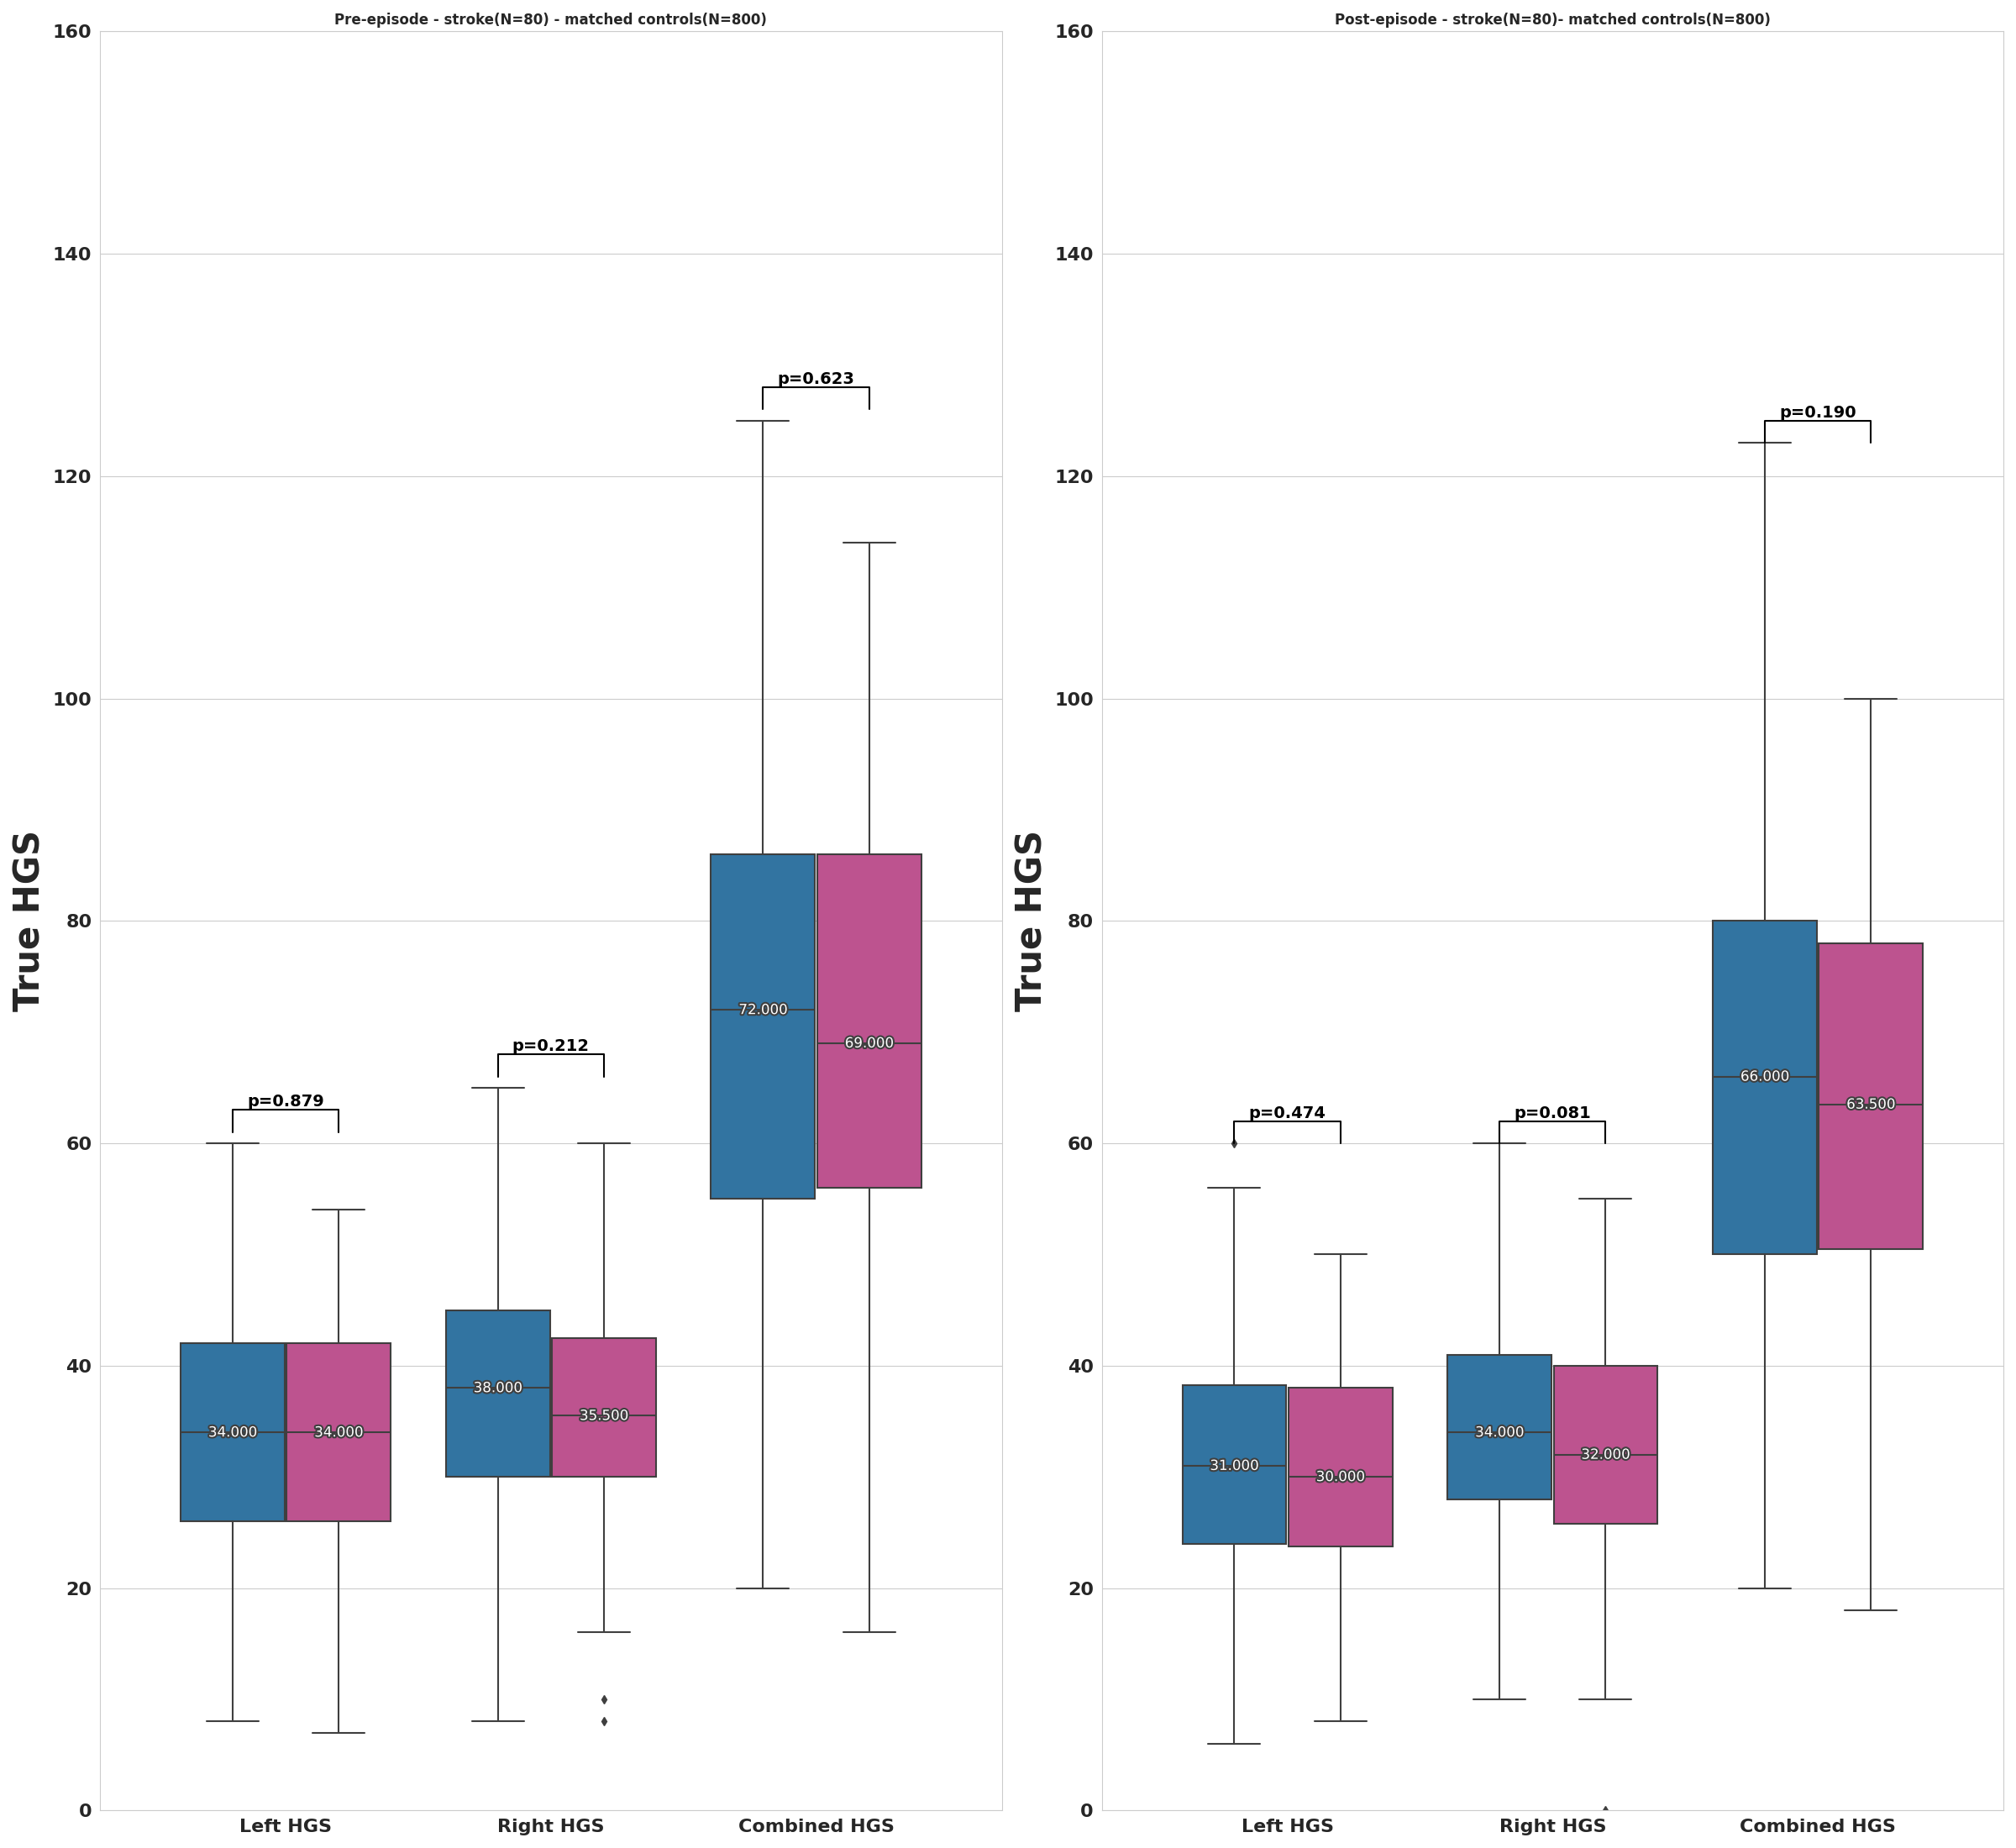 Pre-episode - stroke(N=80) - matched controls(N=800)
160
140
120
100
80
60
40
20
0
True HGS
p=0.879
p=0.212
p=0.623
34.000
34.000
38.000
35.500
72.000
69.000
Left HGS
Right HGS
Combined HGS
Post-episode - stroke(N=80)- matched controls(N=800)
160
140
120
100
80
60
40
20
0
True HGS
p=0.474
p=0.081
p=0.190
31.000
30.000
34.000
32.000
66.000
63.500
Left HGS
Right HGS
Combined HGS